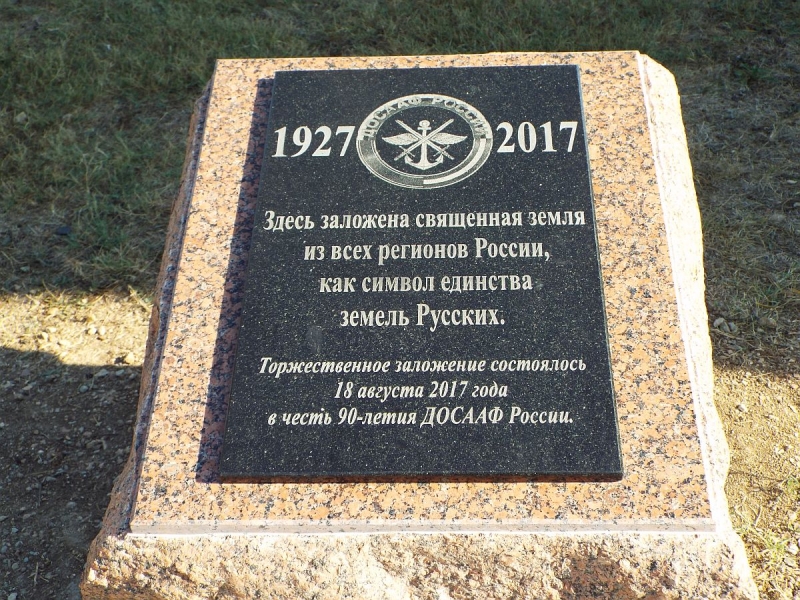 ДОСААФ РОССИИ
1927 2017
Здесь заложена священная земля
из всех регионов России,
как символ единства
земель Русских.
Торжественное заложение состоялось
18 августа 2017 года
в честь 90-летия ДОСААФ России.